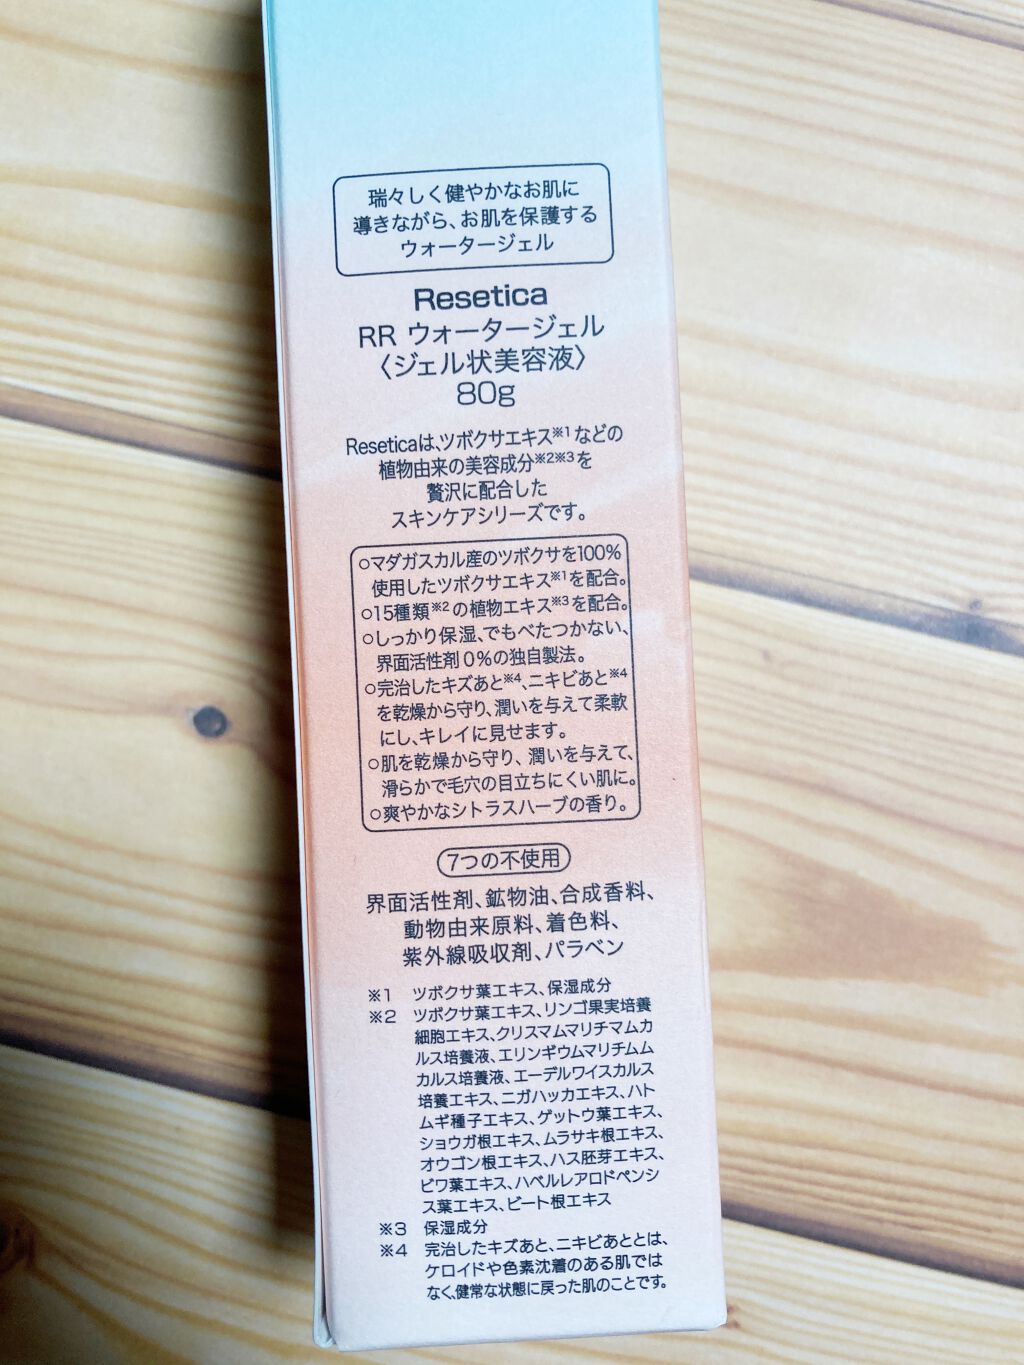 瑞々しく健やかなお肌に
導きながら、お肌を保護する
ウォータージェル
Resetica
RR ウォータージェル
〈ジェル状美容液〉
80g
Reseticaは、ツボクサエキス※1などの
植物由来の美容成分※2※3を
贅沢に配合した
スキンケアシリーズです。
○マダガスカル産のツボクサを100%
使用したツボクサエキス※1を配合。
○15種類※2の植物エキス※3を配合。
○しっかり保湿、でもべたつかない、
界面活性剤0%の独自製法。
○完治したキズあと※4、ニキビあと※4
を乾燥から守り、潤いを与えて柔軟
にし、キレイに見せます。
○肌を乾燥から守り、潤いを与えて、
滑らかで毛穴の目立ちにくい肌に。
○爽やかなシトラスハーブの香り。
7つの不使用
界面活性剤、鉱物油、合成香料、
動物由来原料、着色料、
紫外線吸収剤、パラベン
※1 ツボクサ葉エキス、保湿成分
※2 ツボクサ葉エキス、リンゴ果実培養
細胞エキス、クリスマムマリチマムカ
ルス培養液、エリンギウムマリチムム
カルス培養液、エーデルワイスカルス
培養エキス、ニガハッカエキス、ハト
ムギ種子エキス、ゲットウ葉エキス、
ショウガ根エキス、ムラサキ根エキス、
オウゴン根エキス、ハス胚芽エキス、
ビワ葉エキス、ハベルレアロドペンシ
ス葉エキス、ビート根エキス
※3 保湿成分
※4 完治したキズあと、ニキビあととは、
ケロイドや色素沈着のある肌では
なく、健常な状態に戻った肌のことです。